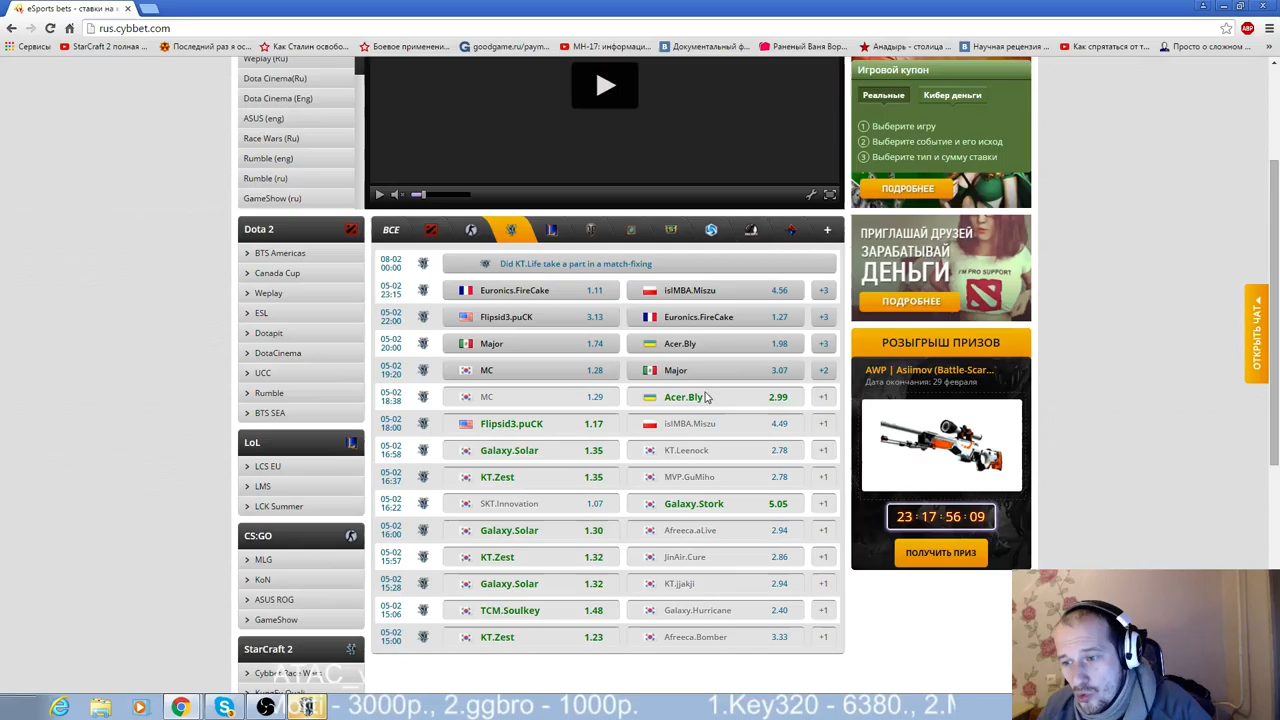 eSports bets - ставки на к
rus.cybbet.com
Сервисы
StarCraft 2 полная ...
Последний раз я ос...
Как Сталин освобо...
Боевое применени...
goodgame.ru/paym...
МН-17: информаци...
Документальный ф...
Раненый Ваня Вор...
Анадырь - столица ...
Научная рецензия ...
Как спрятаться от т...
Просто о сложном ...
Weplay (Ru)
Dota Cinema(Ru)
Dota Cinema (Eng)
ASUS (eng)
Race Wars (Ru)
Rumble (eng)
Rumble (ru)
GameShow (ru)
Dota 2
BTS Americas
Canada Cup
Weplay
ESL
Dotapit
DotaCinema
UCC
Rumble
BTS SEA
LoL
LCS EU
LMS
LCK Summer
CS:GO
MLG
KoN
ASUS ROG
GameShow
StarCraft 2
ВСЕ
+
08-02 00:00 Did KT.Life take a part in a match-fixing
05-02 23:15 Euronics.FireCake 1.11 isIMBA.Miszu 4.56 +3
05-02 22:00 Flipsid3.puCK 3.13 Euronics.FireCake 1.27 +3
05-02 20:00 Major 1.74 Acer.Bly 1.98 +3
05-02 19:20 MC 1.28 Major 3.07 +2
05-02 18:38 MC 1.29 Acer.Bly 2.99 +1
05-02 18:00 Flipsid3.puCK 1.17 isIMBA.Miszu 4.49 +1
05-02 16:58 Galaxy.Solar 1.35 KT.Leenock 2.78 +1
05-02 16:37 KT.Zest 1.35 MVP.GuMiho 2.78 +1
05-02 16:22 SKT.Innovation 1.07 Galaxy.Stork 5.05 +1
05-02 16:00 Galaxy.Solar 1.30 Afreeca.aLive 2.94 +1
05-02 15:57 KT.Zest 1.32 JinAir.Cure 2.86 +1
05-02 15:28 Galaxy.Solar 1.32 KT.jjakji 2.94 +1
05-02 15:06 TCM.Soulkey 1.48 Galaxy.Hurricane 2.40 +1
05-02 15:00 KT.Zest 1.23 Afreeca.Bomber 3.33 +1
Игровой купон
Реальные Кибер деньги
1 Выберите игру
2 Выберите событие и его исход
3 Выберите тип и сумму ставки
ПОДРОБНЕЕ
ПРИГЛАШАЙ ДРУЗЕЙ
ЗАРАБАТЫВАЙ
ДЕНЬГИ
I'M PRO SUPPORT
ПОДРОБНЕЕ
РОЗЫГРЫШ ПРИЗОВ
AWP | Asiimov (Battle-Scar...
Дата окончания: 29 февраля
23 : 17 : 56 : 09
ПОЛУЧИТЬ ПРИЗ
ОТКРЫТЬ ЧАТ
ABP
- 3000р., 2.ggbro - 1000р. 1.Key320 - 6380., 2.